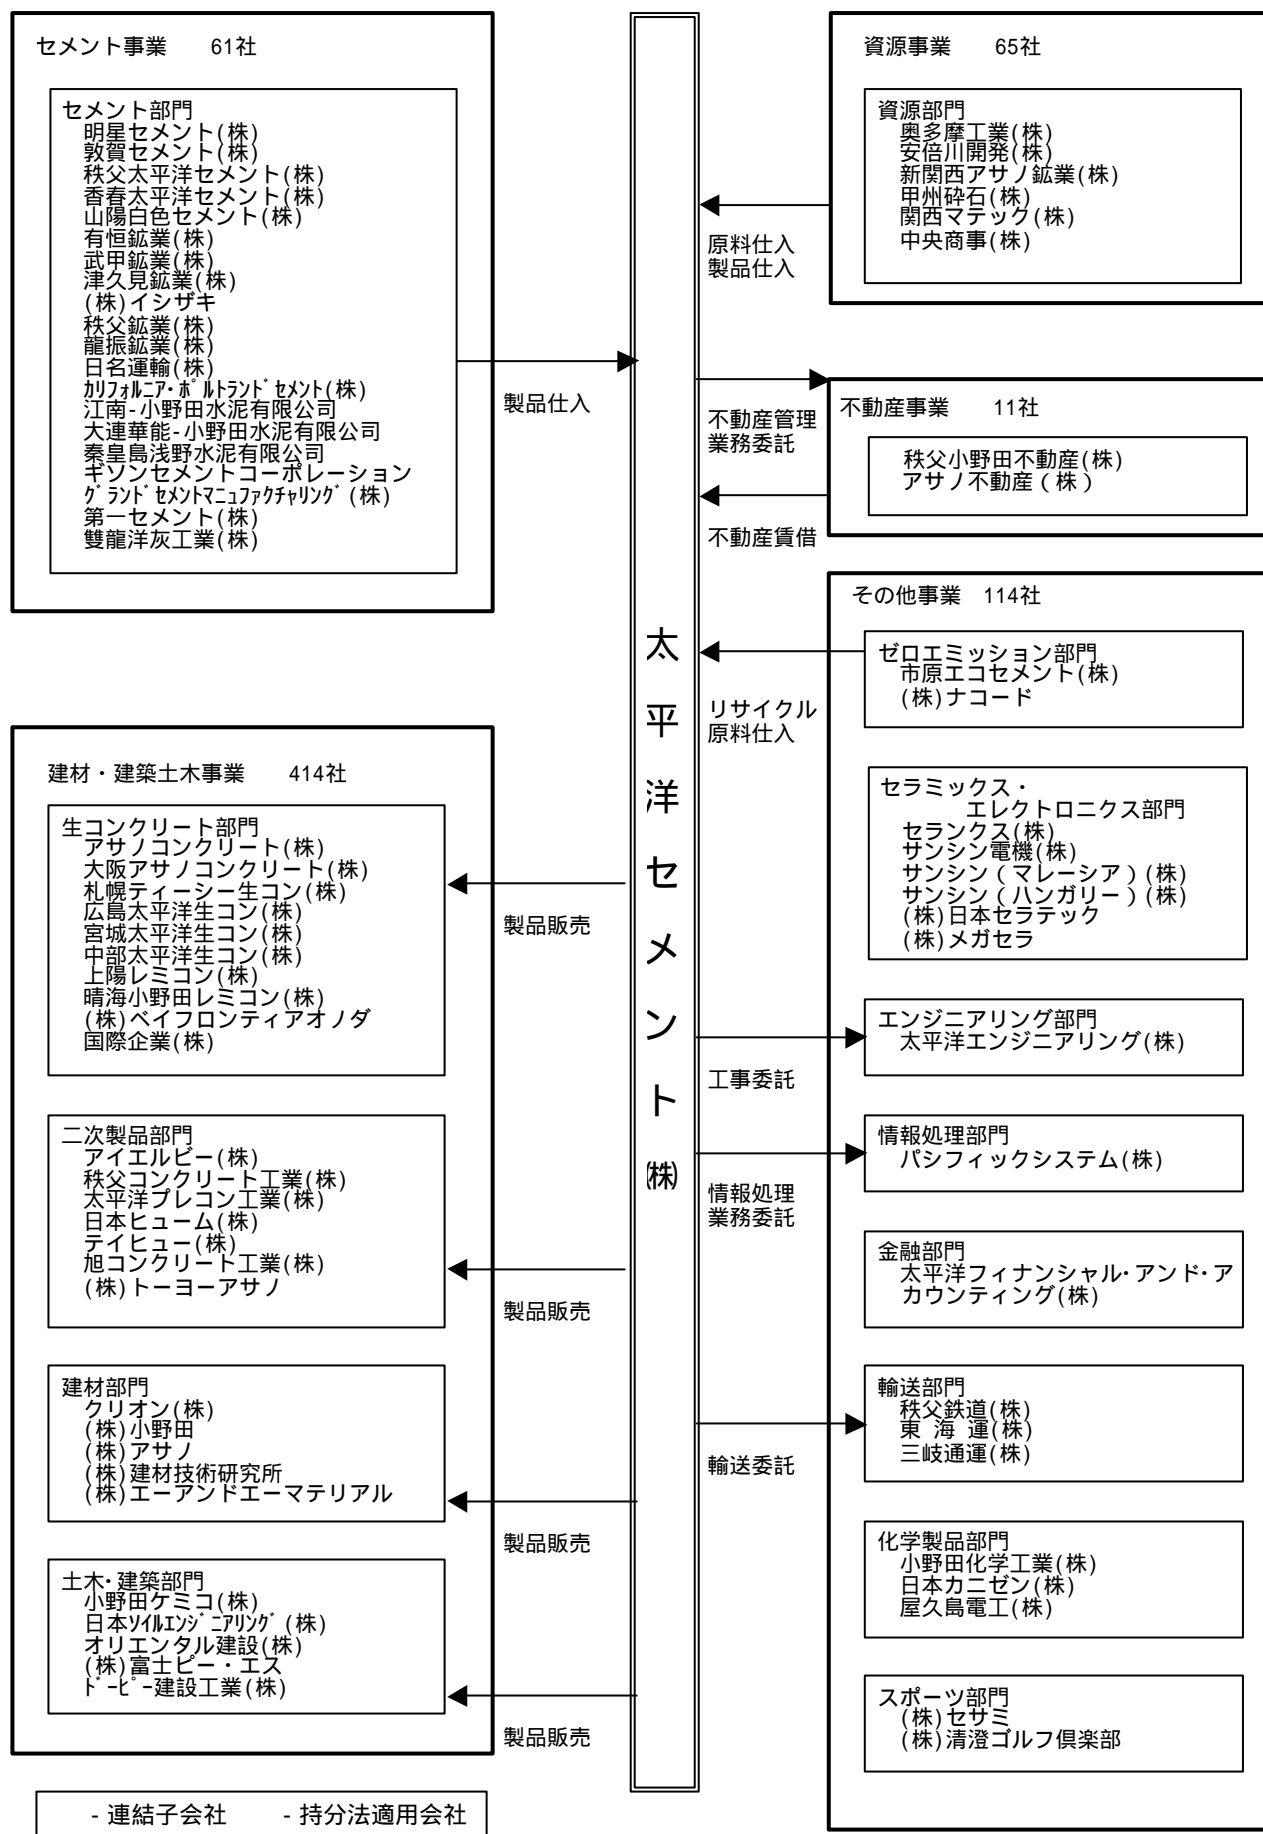 セメント事業　61社
セメント部門
明星セメント(株)
敦賀セメント(株)
秩父太平洋セメント(株)
香春太平洋セメント(株)
山陽白色セメント(株)
有恒鉱業(株)
武甲鉱業(株)
津久見鉱業(株)
(株)イシザキ
秩父鉱業(株)
龍振鉱業(株)
日名運輸(株)
ｶﾘﾌｫﾙﾆｱ･ﾎﾟﾙﾄﾗﾝﾄﾞｾﾒﾝﾄ(株)
江南-小野田水泥有限公司
大連華能-小野田水泥有限公司
秦皇島浅野水泥有限公司
ギソンセメントコーポレーション
ｸﾞﾗﾝﾄﾞｾﾒﾝﾄﾏﾆｭﾌｧｸﾁｬﾘﾝｸﾞ(株)
第一セメント(株)
雙龍洋灰工業(株)
製品仕入
建材・建築土木事業　414社
生コンクリート部門
アサノコンクリート(株)
大阪アサノコンクリート(株)
札幌ティーシー生コン(株)
広島太平洋生コン(株)
宮城太平洋生コン(株)
中部太平洋生コン(株)
上陽レミコン(株)
晴海小野田レミコン(株)
(株)ベイフロンティアオノダ
国際企業(株)
製品販売
二次製品部門
アイエルビー(株)
秩父コンクリート工業(株)
太平洋プレコン工業(株)
日本ヒューム(株)
テイヒュー(株)
旭コンクリート工業(株)
(株)トーヨーアサノ
製品販売
建材部門
クリオン(株)
(株)小野田
(株)アサノ
(株)建材技術研究所
(株)エーアンドエーマテリアル
製品販売
土木･建築部門
小野田ケミコ(株)
日本ｿｲﾙｴﾝｼﾞﾆｱﾘﾝｸﾞ(株)
オリエンタル建設(株)
(株)富士ピー・エス
ﾄﾞｰﾋﾟｰ建設工業(株)
製品販売
- 連結子会社　- 持分法適用会社
太平洋セメント㈱
資源事業　65社
資源部門
奥多摩工業(株)
安倍川開発(株)
新関西アサノ鉱業(株)
甲州砕石(株)
関西マテック(株)
中央商事(株)
原料仕入
製品仕入
不動産事業　11社
秩父小野田不動産(株)
アサノ不動産（株）
不動産管理
業務委託
不動産賃借
その他事業　114社
ゼロエミッション部門
市原エコセメント(株)
(株)ナコード
リサイクル
原料仕入
セラミックス・
エレクトロニクス部門
セランクス(株)
サンシン電機(株)
サンシン（マレーシア）(株)
サンシン（ハンガリー）(株)
(株)日本セラテック
(株)メガセラ
エンジニアリング部門
太平洋エンジニアリング(株)
工事委託
情報処理部門
パシフィックシステム(株)
情報処理
業務委託
金融部門
太平洋フィナンシャル･アンド･ア
カウンティング(株)
輸送部門
秩父鉄道(株)
東 海 運(株)
三岐通運(株)
輸送委託
化学製品部門
小野田化学工業(株)
日本カニゼン(株)
屋久島電工(株)
スポーツ部門
(株)セサミ
(株)清澄ゴルフ倶楽部